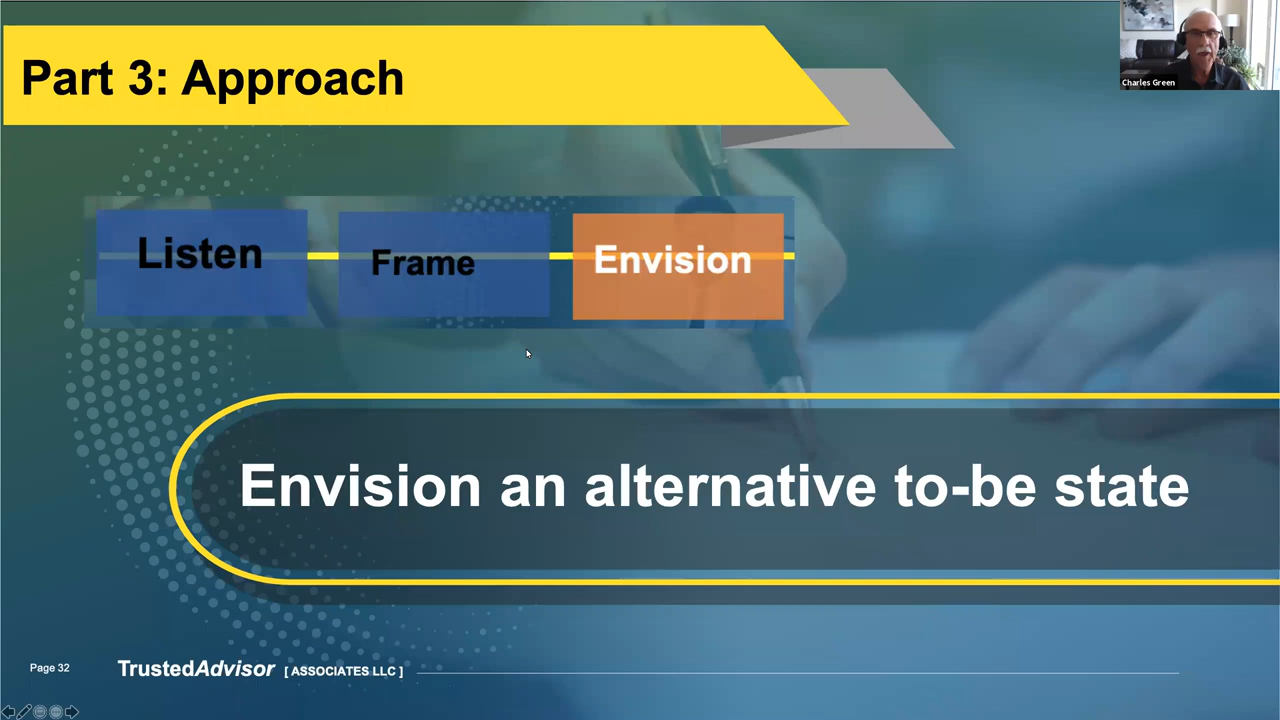 Part 3: Approach
Charles Green
Listen
Frame
Envision
Envision an alternative to-be state
Page 32
TrustedAdvisor [ ASSOCIATES LLC ]